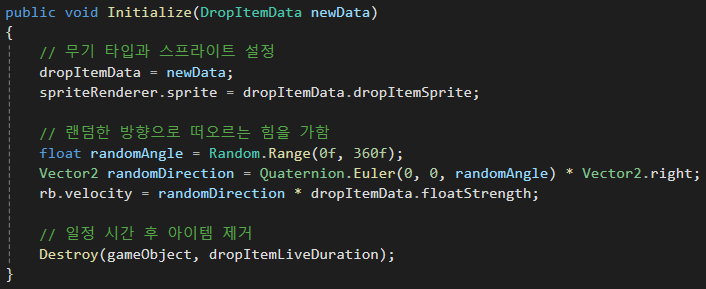 public void Initialize(DropItemData newData)
{
// 무기 타입과 스프라이트 설정
dropItemData = newData;
spriteRenderer.sprite = dropItemData.dropItemSprite;
// 랜덤한 방향으로 떠오르는 힘을 가함
float randomAngle = Random.Range(0f, 360f);
Vector2 randomDirection = Quaternion.Euler(0, 0, randomAngle) * Vector2.right;
rb.velocity = randomDirection * dropItemData.floatStrength;
// 일정 시간 후 아이템 제거
Destroy(gameObject, dropItemLiveDuration);
}